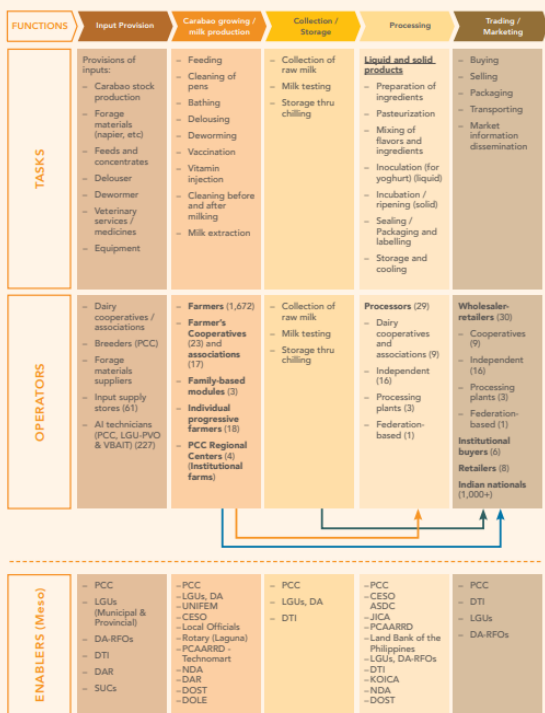 FUNCTIONS
Input Provision
Carabao growing /
milk production
Collection /
Storage
Processing
Trading /
Marketing
TASKS
Provisions of
inputs:
– Carabao stock
production
– Forage
materials
(napier, etc)
– Feeds and
concentrates
– Delouser
– Dewormer
– Veterinary
services /
medicines
– Equipment
– Feeding
– Cleaning of
pens
– Bathing
– Delousing
– Deworming
– Vaccination
– Vitamin
injection
– Cleaning before
and after
milking
– Milk extraction
– Collection of
raw milk
– Milk testing
– Storage thru
chilling
Liquid and solid
products
– Preparation of
ingredients
– Pasteurization
– Mixing of
flavors and
ingredients
– Inoculation (for
yoghurt) (liquid)
– Incubation /
ripening (solid)
– Sealing /
Packaging and
labelling
– Storage and
cooling
– Buying
– Selling
– Packaging
– Transporting
– Market
information
dissemination
OPERATORS
– Dairy
cooperatives /
associations
– Breeders (PCC)
– Forage
materials
suppliers
– Input supply
stores (61)
– AI technicians
(PCC, LGU-PVO
& VBAIT) (227)
– Farmers (1,672)
– Farmer's
Cooperatives
(23) and
associations
(17)
– Family-based
modules (3)
– Individual
progressive
farmers (18)
– PCC Regional
Centers (4)
(Institutional
farms)
– Collection of
raw milk
– Milk testing
– Storage thru
chilling
Processors (29)
– Dairy
cooperatives
and
associations (9)
– Independent
(16)
– Processing
plants (3)
– Federation-
based (1)
Wholesaler-
retailers (30)
– Cooperatives
(9)
– Independent
(16)
– Processing
plants (3)
– Federation-
based (1)
Institutional
buyers (6)
Retailers (8)
Indian nationals
(1,000+)
ENABLERS (Meso)
– PCC
– LGUs
(Municipal &
Provincial)
– DA-RFOs
– DTI
– DAR
– SUCs
– PCC
– LGUs, DA
– UNIFEM
– CESO
– Local Officials
– Rotary (Laguna)
– PCAARRD -
Technomart
– NDA
– DAR
– DOST
– DOLE
– PCC
– LGUs, DA
– DTI
– PCC
– CESO
ASDC
– JICA
– PCAARRD
– Land Bank of the
Philippines
– LGUs, DA-RFOs
– DTI
– KOICA
– NDA
– DOST
– PCC
– DTI
– LGUs
– DA-RFOs